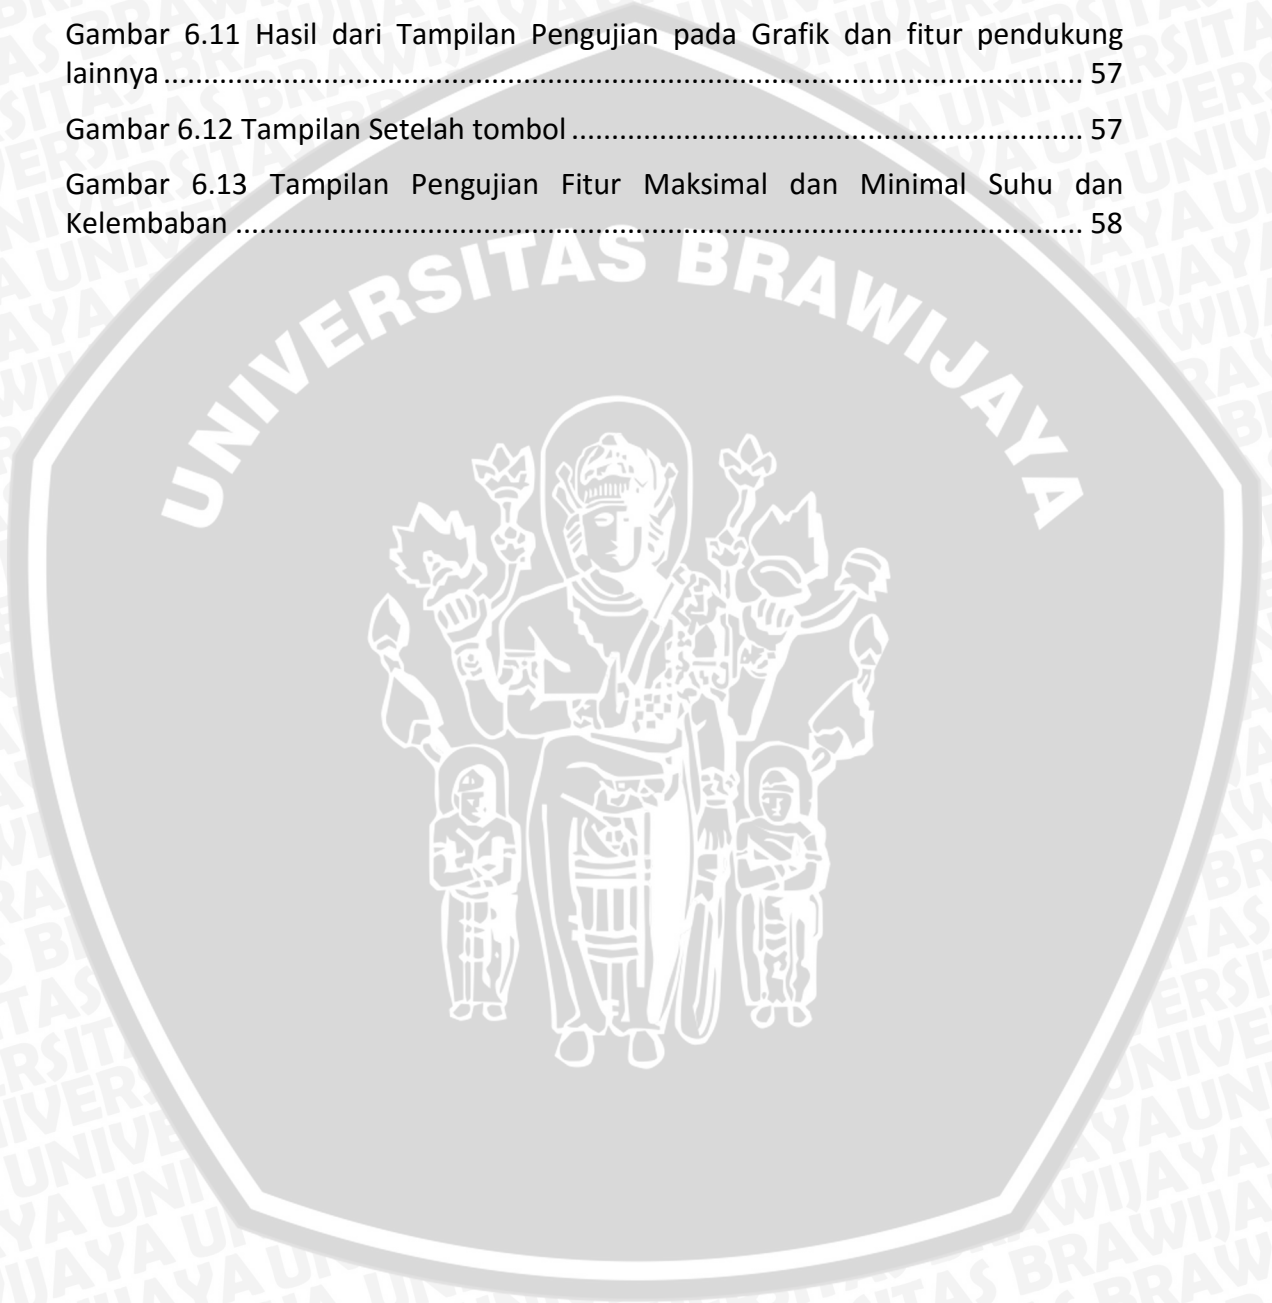 Gambar 6.11 Hasil dari Tampilan Pengujian pada Grafik dan fitur pendukung
lainnya .................................................................................................................... 57
Gambar 6.12 Tampilan Setelah tombol ................................................................ 57
Gambar 6.13 Tampilan Pengujian Fitur Maksimal dan Minimal Suhu dan
Kelembaban .......................................................................................................... 58
UNIVERSITAS BRAWIJAYA